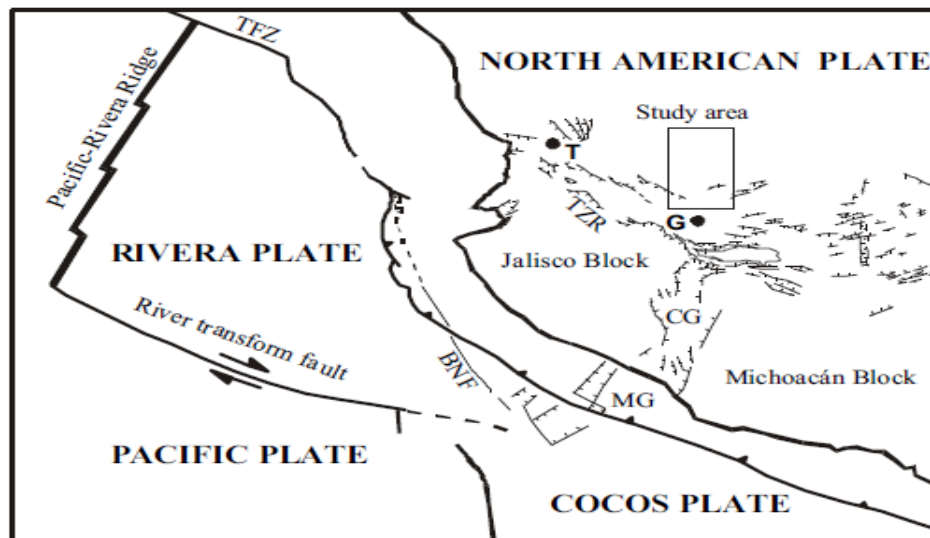 TFZ
NORTH AMERICAN PLATE
Study area
Pacific-Rivera Ridge
T
TZR
G
RIVERA PLATE
Jalisco Block
River transform fault
CG
BNF
MG
Michoacán Block
PACIFIC PLATE
COCOS PLATE